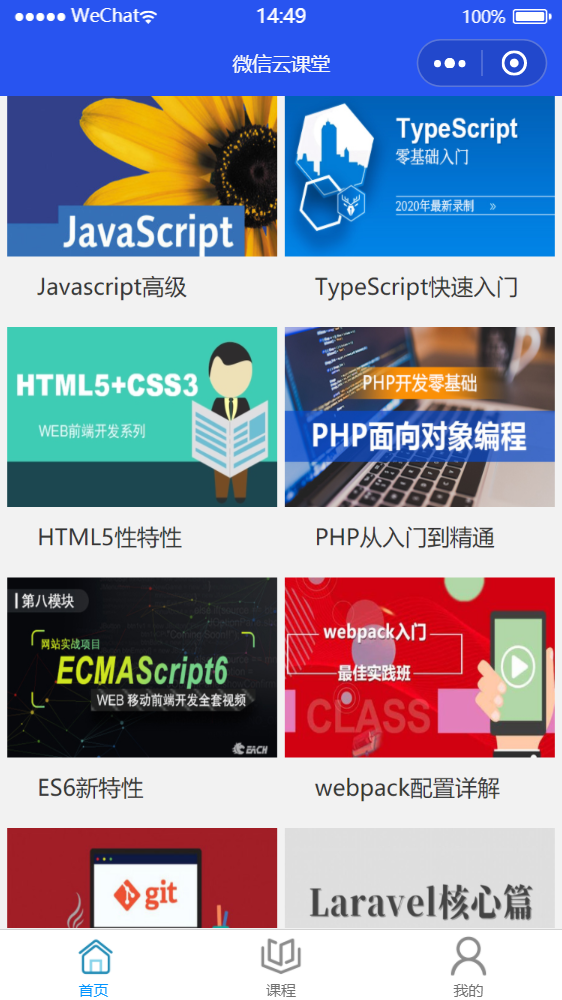 ●●●●● WeChat 14:49 100%
微信云课堂
JavaScript
TypeScript
零基础入门
2020年最新录制 »
Javascript高级
TypeScript快速入门
HTML5+CSS3
WEB前端开发系列
PHP开发零基础
PHP面向对象编程
HTML5性特性
PHP从入门到精通
第八模块
网站实战项目
ECMAScript6
WEB 移动前端开发全套视频
EACH
webpack入门
最佳实践班
CLASS
ES6新特性
webpack配置详解
git
Laravel核心篇
首页 课程 我的